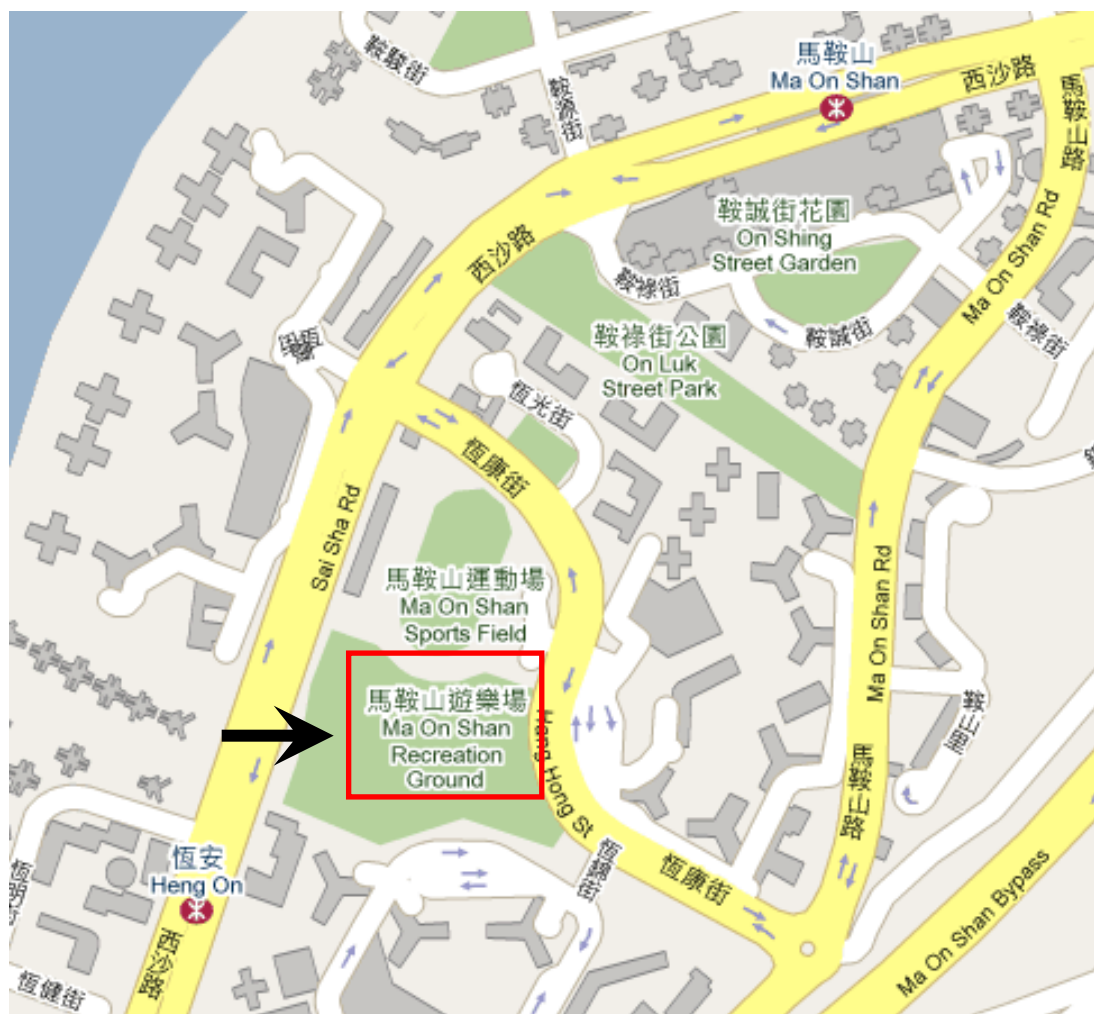 鞍駿街
鞍源街
馬鞍山
Ma On Shan
西沙路
馬鞍山路
鞍誠街花園
On Shing
Street Garden
西沙路
鞍祿街
Ma On Shan Rd
鞍誠街
鞍祿街
鞍祿街公園
On Luk
Street Park
恆光街
恆康街
Sai Sha Rd
馬鞍山運動場
Ma On Shan
Sports Field
Ma On Shan Rd
馬鞍山遊樂場
Ma On Shan
Recreation
Ground
Hang Hong St
鞍山里
馬鞍山路
恆安
Heng On
恆錦街
恆康街
恆明街
西沙路
恆健街
Ma On Shan Bypass